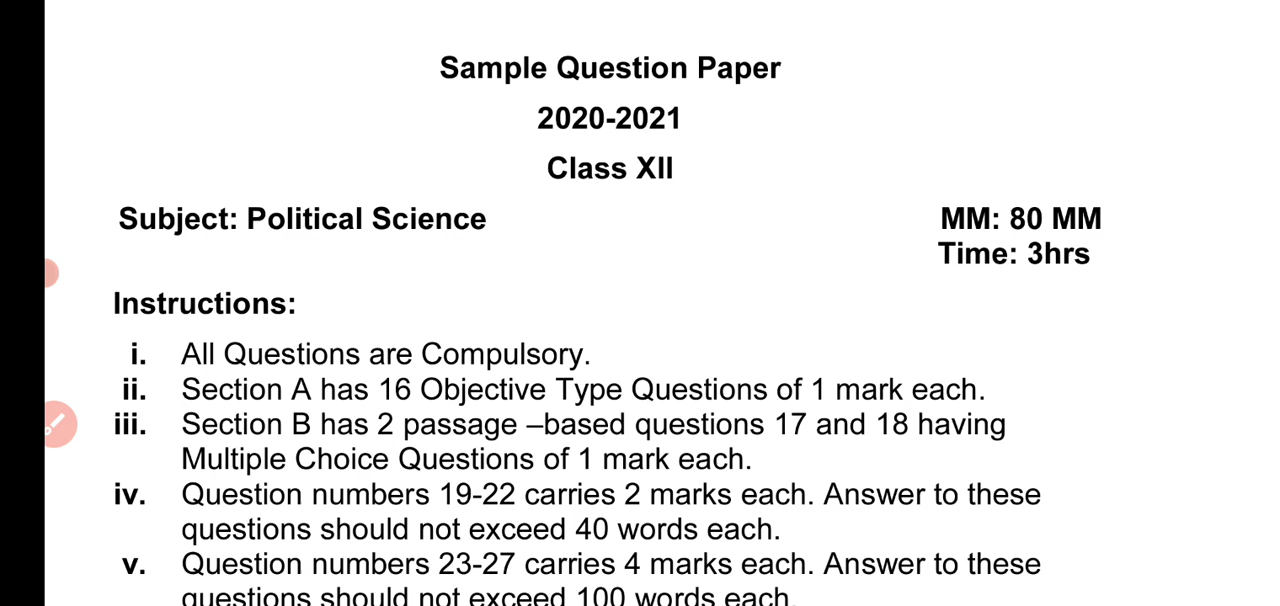 Sample Question Paper
2020-2021
Class XII
Subject: Political Science MM: 80 MM
Time: 3hrs
Instructions:
i. All Questions are Compulsory.
ii. Section A has 16 Objective Type Questions of 1 mark each.
iii. Section B has 2 passage –based questions 17 and 18 having
Multiple Choice Questions of 1 mark each.
iv. Question numbers 19-22 carries 2 marks each. Answer to these
questions should not exceed 40 words each.
v. Question numbers 23-27 carries 4 marks each. Answer to these
questions should not exceed 100 words each.